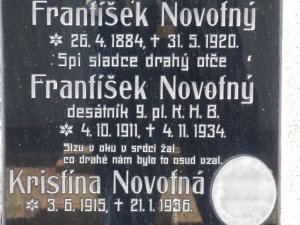 František Novotný
* 26. 4. 1884, † 31. 5. 1920.
Spi sladce drahý otče
František Novotný
desátník 9. pl. K. H. B.
* 4. 10. 1911, † 4. 11. 1934.
Slzu v oku v srdci žal
co drahé nám bylo to osud vzal.
Kristína Novotná
* 3. 6. 1915, † 21. 1. 1936.